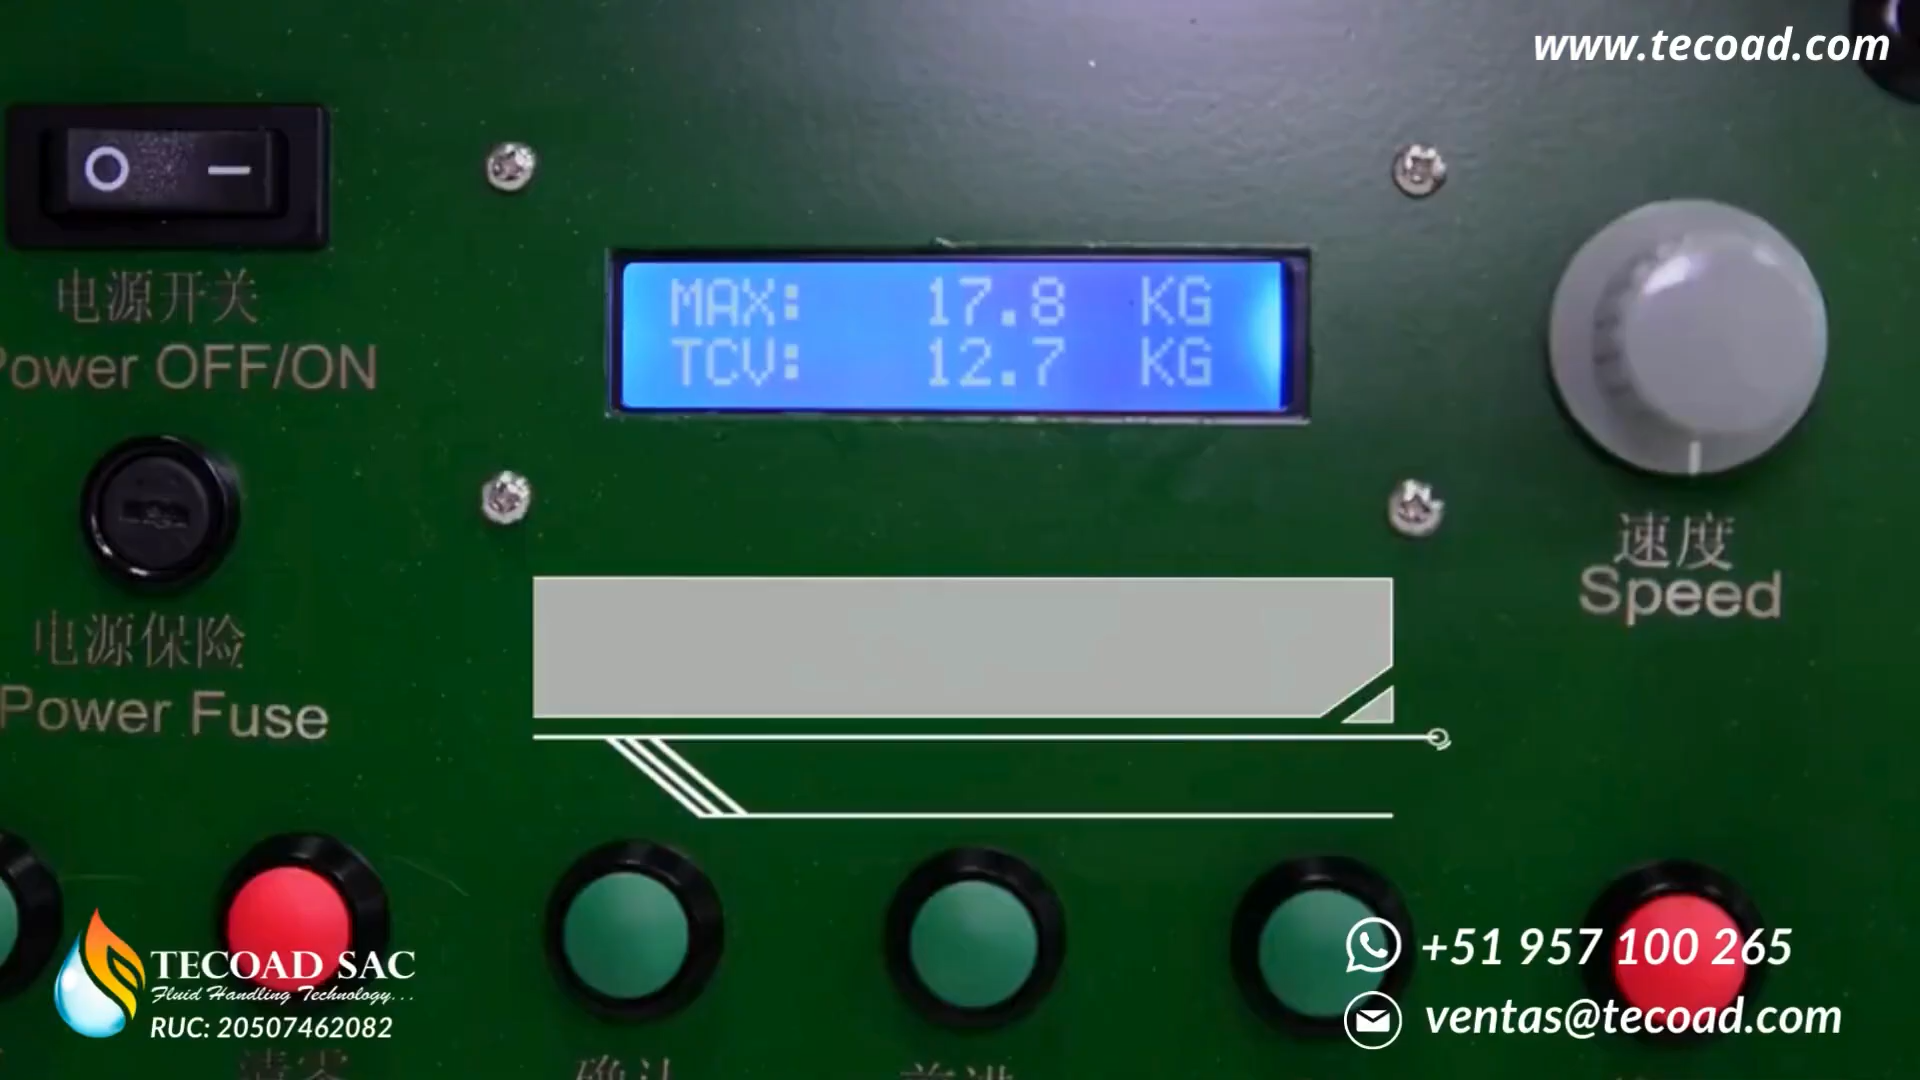 www.tecoad.com
电源开关
Power OFF/ON
MAX: 17.8 KG
TCV: 12.7 KG
速度
Speed
电源保险
Power Fuse
TECOAD SAC
Fluid Handling Technology...
RUC: 20507462082
+51 957 100 265
ventas@tecoad.com
清零
确认
前进